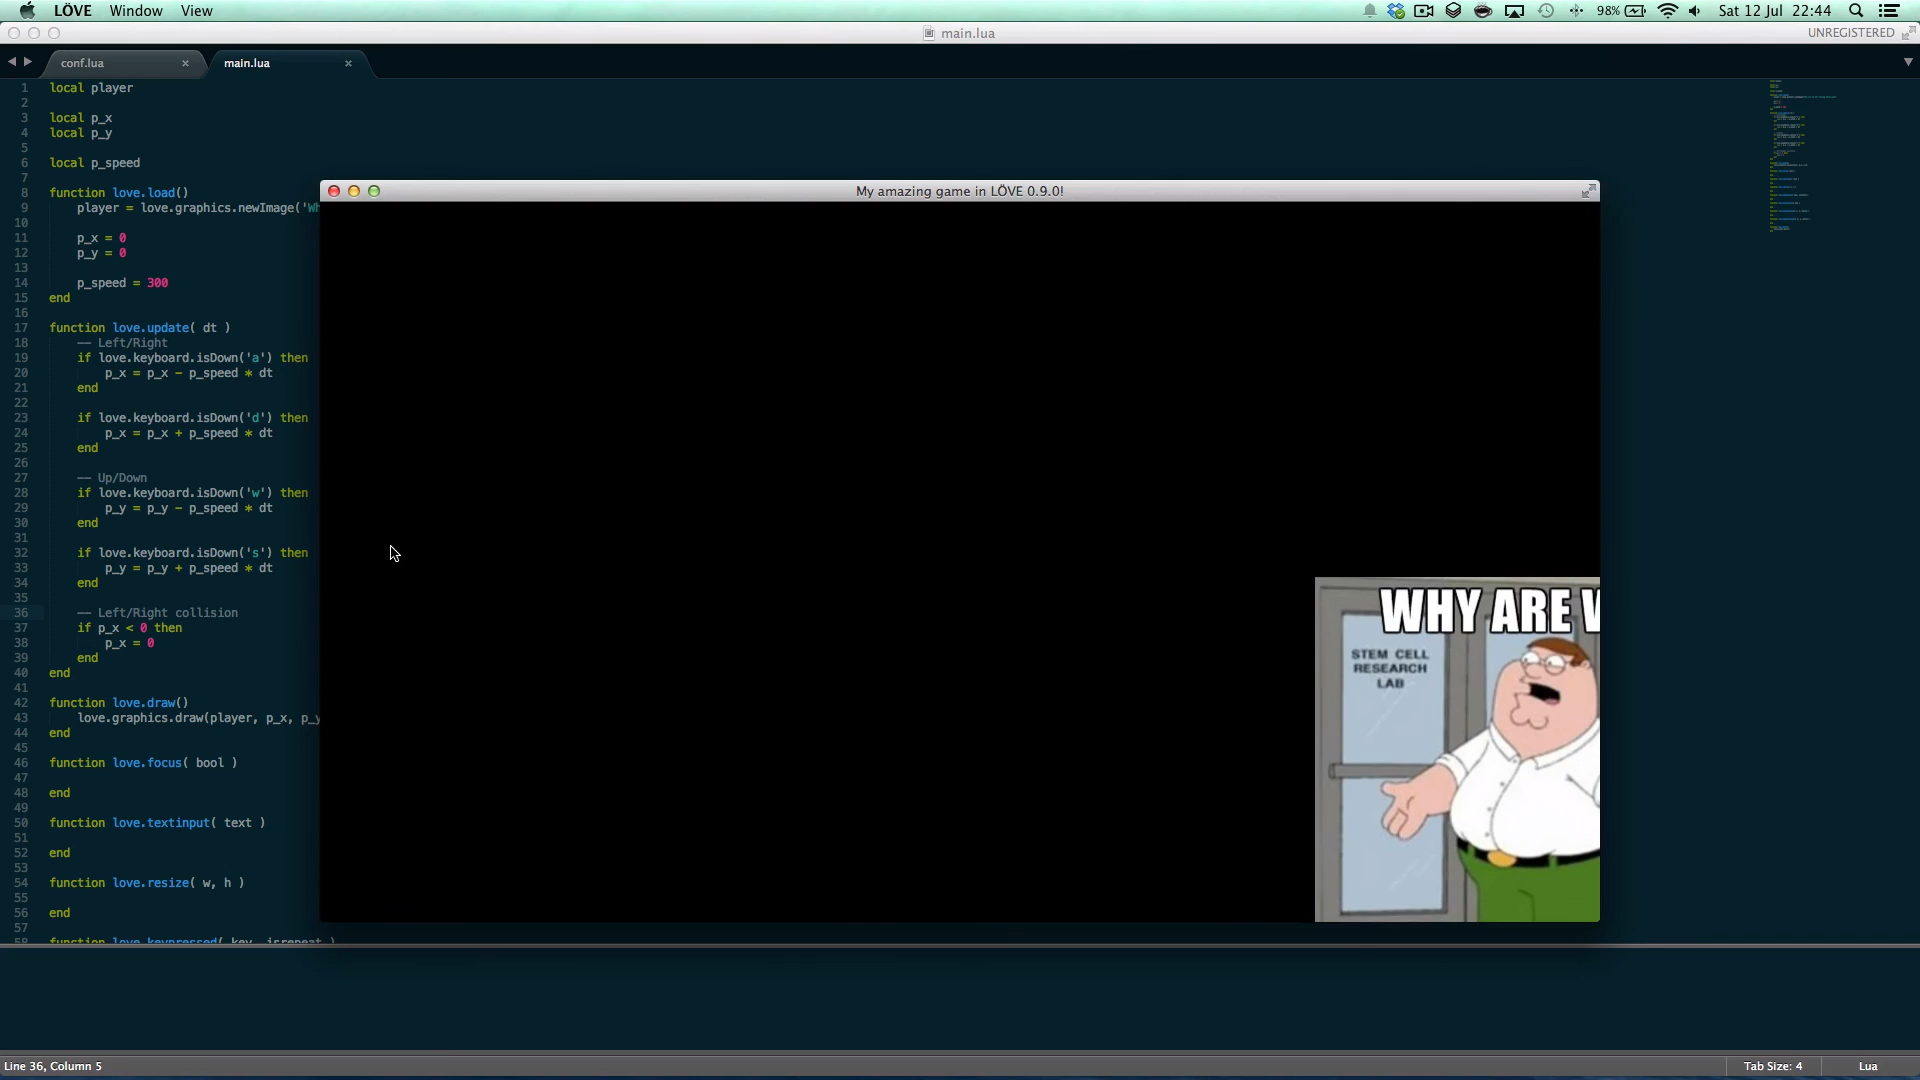 LÖVE Window View
98% Sat 12 Jul 22:44
main.lua
UNREGISTERED
conf.lua × main.lua ×
1 local player
2
3 local p_x
4 local p_y
5
6 local p_speed
7
8 function love.load()
9 player = love.graphics.newImage('Wh
10
11 p_x = 0
12 p_y = 0
13
14 p_speed = 300
15 end
16
17 function love.update( dt )
18 -- Left/Right
19 if love.keyboard.isDown('a') then
20 p_x = p_x - p_speed * dt
21 end
22
23 if love.keyboard.isDown('d') then
24 p_x = p_x + p_speed * dt
25 end
26
27 -- Up/Down
28 if love.keyboard.isDown('w') then
29 p_y = p_y - p_speed * dt
30 end
31
32 if love.keyboard.isDown('s') then
33 p_y = p_y + p_speed * dt
34 end
35
36 -- Left/Right collision
37 if p_x < 0 then
38 p_x = 0
39 end
40 end
41
42 function love.draw()
43 love.graphics.draw(player, p_x, p_y
44 end
45
46 function love.focus( bool )
47
48 end
49
50 function love.textinput( text )
51
52 end
53
54 function love.resize( w, h )
55
56 end
57
58 function love.keypressed( key, isrepeat )
My amazing game in LÖVE 0.9.0!
WHY ARE W
STEM CELL
RESEARCH
LAB
Line 36, Column 5
Tab Size: 4 Lua